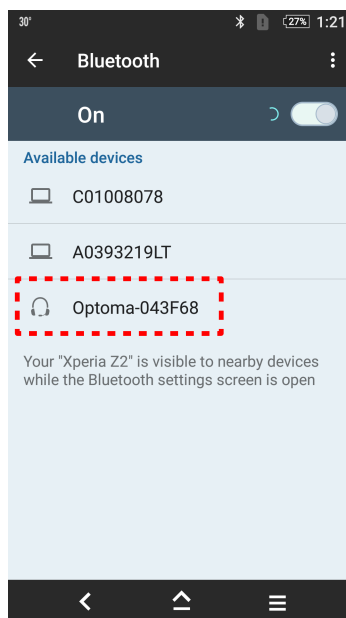 30°
27% 1:21
Bluetooth
On
Available devices
C01008078
A0393219LT
Optoma-043F68
Your "Xperia Z2" is visible to nearby devices
while the Bluetooth settings screen is open